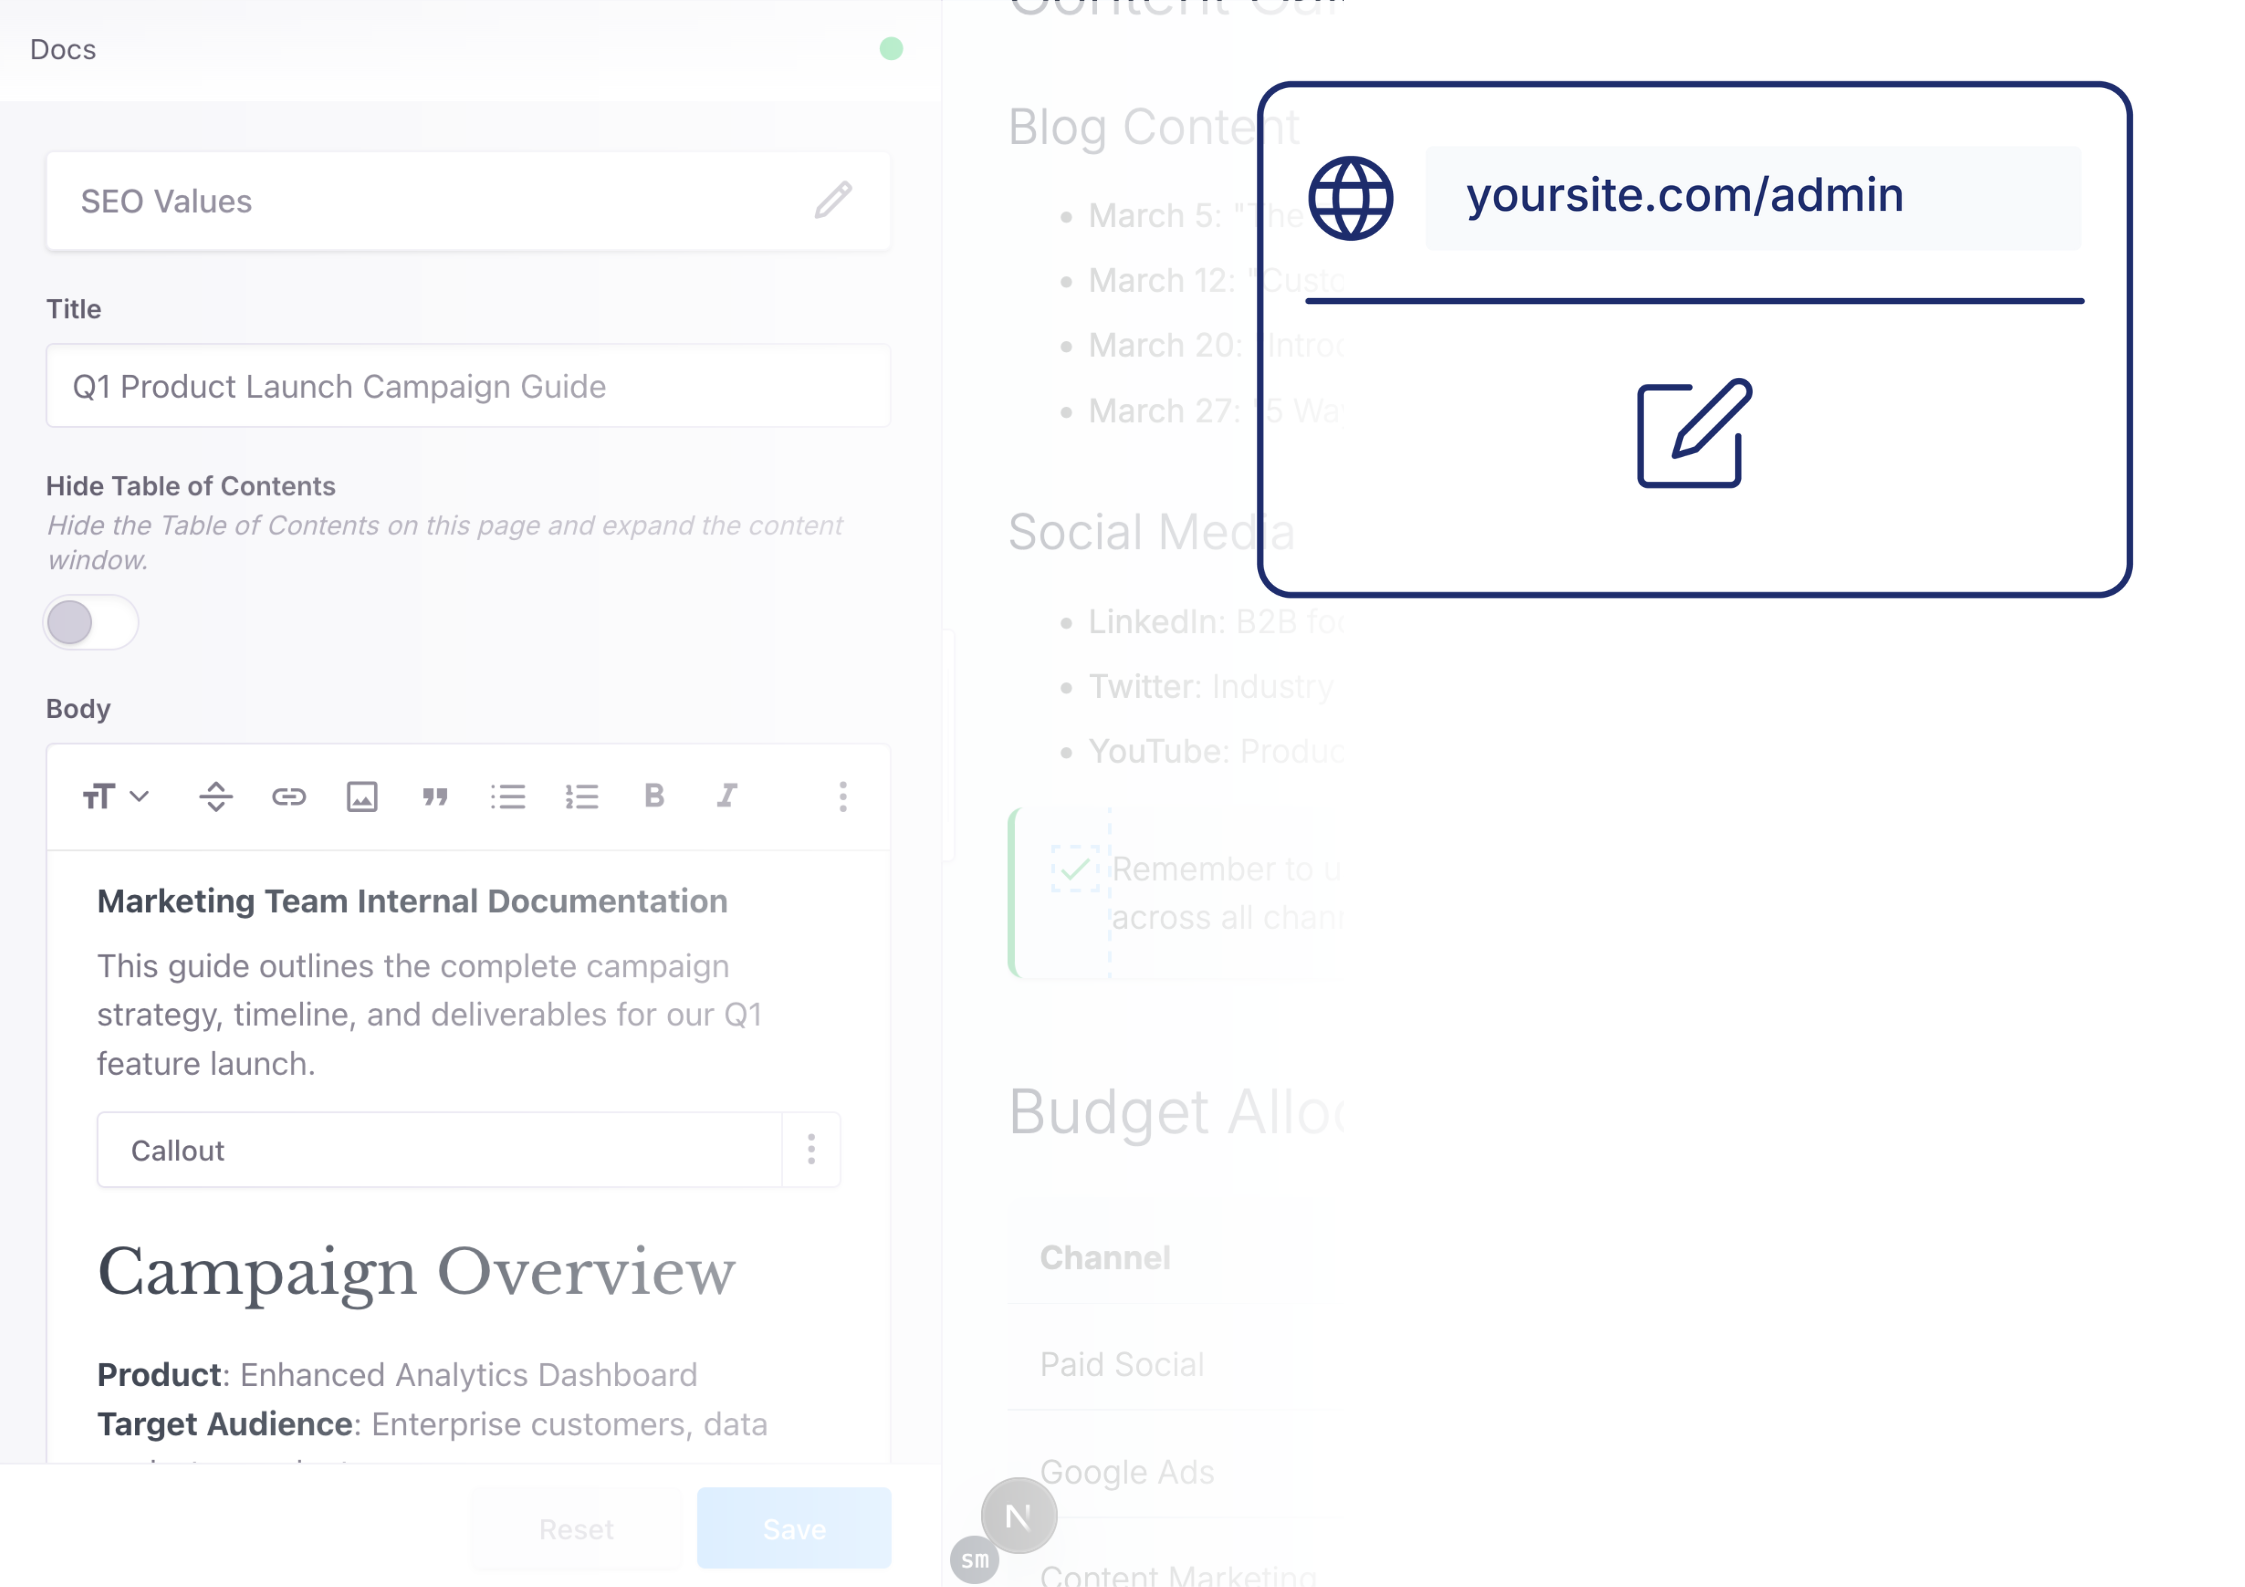 Docs
SEO Values
Title
Q1 Product Launch Campaign Guide
Hide Table of Contents
Hide the Table of Contents on this page and expand the content
window.
Body
B I
Marketing Team Internal Documentation
This guide outlines the complete campaign
strategy, timeline, and deliverables for our Q1
feature launch.
Callout
Campaign Overview
Product: Enhanced Analytics Dashboard
Target Audience: Enterprise customers, data
Reset
Save
Content
Blog Content
March 5: "The
March 12: "Custo
March 20: "Introd
March 27: "5 Way
Social Media
LinkedIn: B2B foc
Twitter: Industry
YouTube: Produc
Remember to u
across all chann
Budget Alloc
Channel
Paid Social
Google Ads
Content Marketing
N
sm
yoursite.com/admin